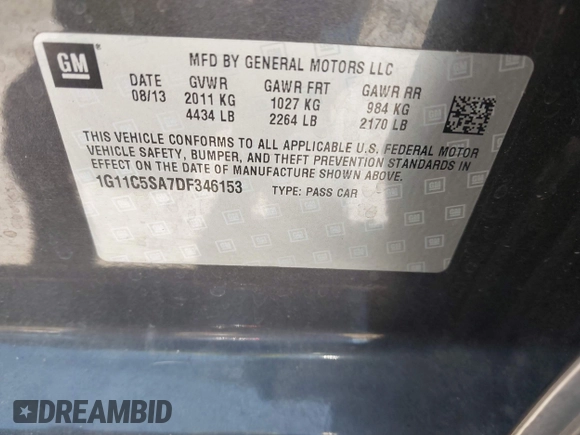 GM
MFD BY GENERAL MOTORS LLC
DATE GVWR GAWR FRT GAWR RR
08/13 2011 KG 1027 KG 984 KG
4434 LB 2264 LB 2170 LB
THIS VEHICLE CONFORMS TO ALL APPLICABLE U.S. FEDERAL MOTOR
VEHICLE SAFETY, BUMPER, AND THEFT PREVENTION STANDARDS IN
EFFECT ON THE DATE OF MANUFACTURE SHOWN ABOVE.
1G11C5SA7DF346153 TYPE: PASS CAR
DREAMBID